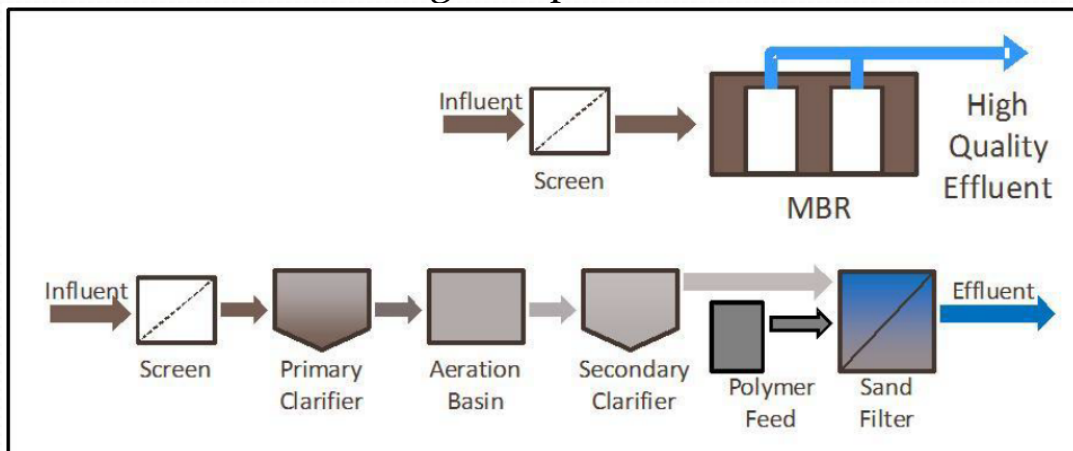 Influent
Screen
MBR
High
Quality
Effluent
Influent
Screen
Primary
Clarifier
Aeration
Basin
Secondary
Clarifier
Polymer
Feed
Sand
Filter
Effluent